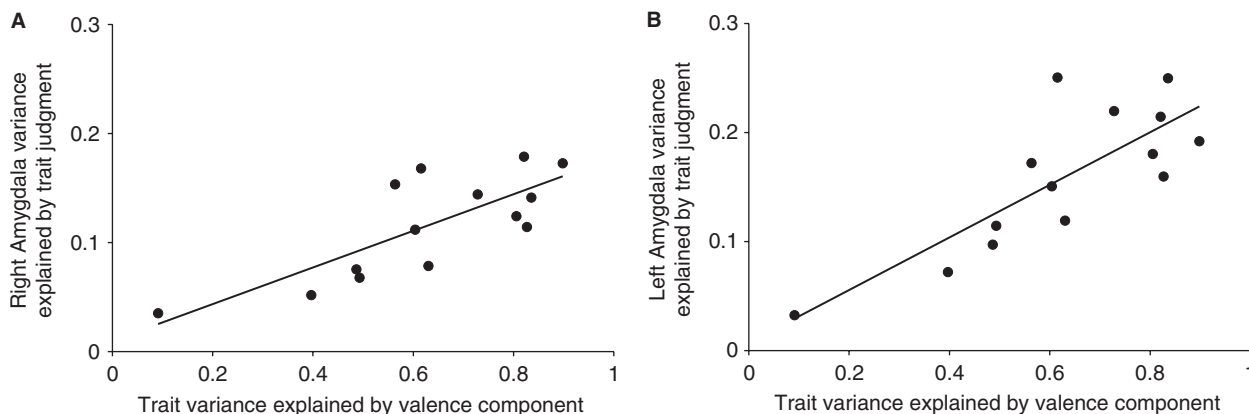 A
Right Amygdala variance
explained by trait judgment
0.3
0.2
0.1
0
0
0.2
0.4
0.6
0.8
1
Trait variance explained by valence component
B
Left Amygdala variance
explained by trait judgment
0.3
0.2
0.1
0
0
0.2
0.4
0.6
0.8
1
Trait variance explained by valence component